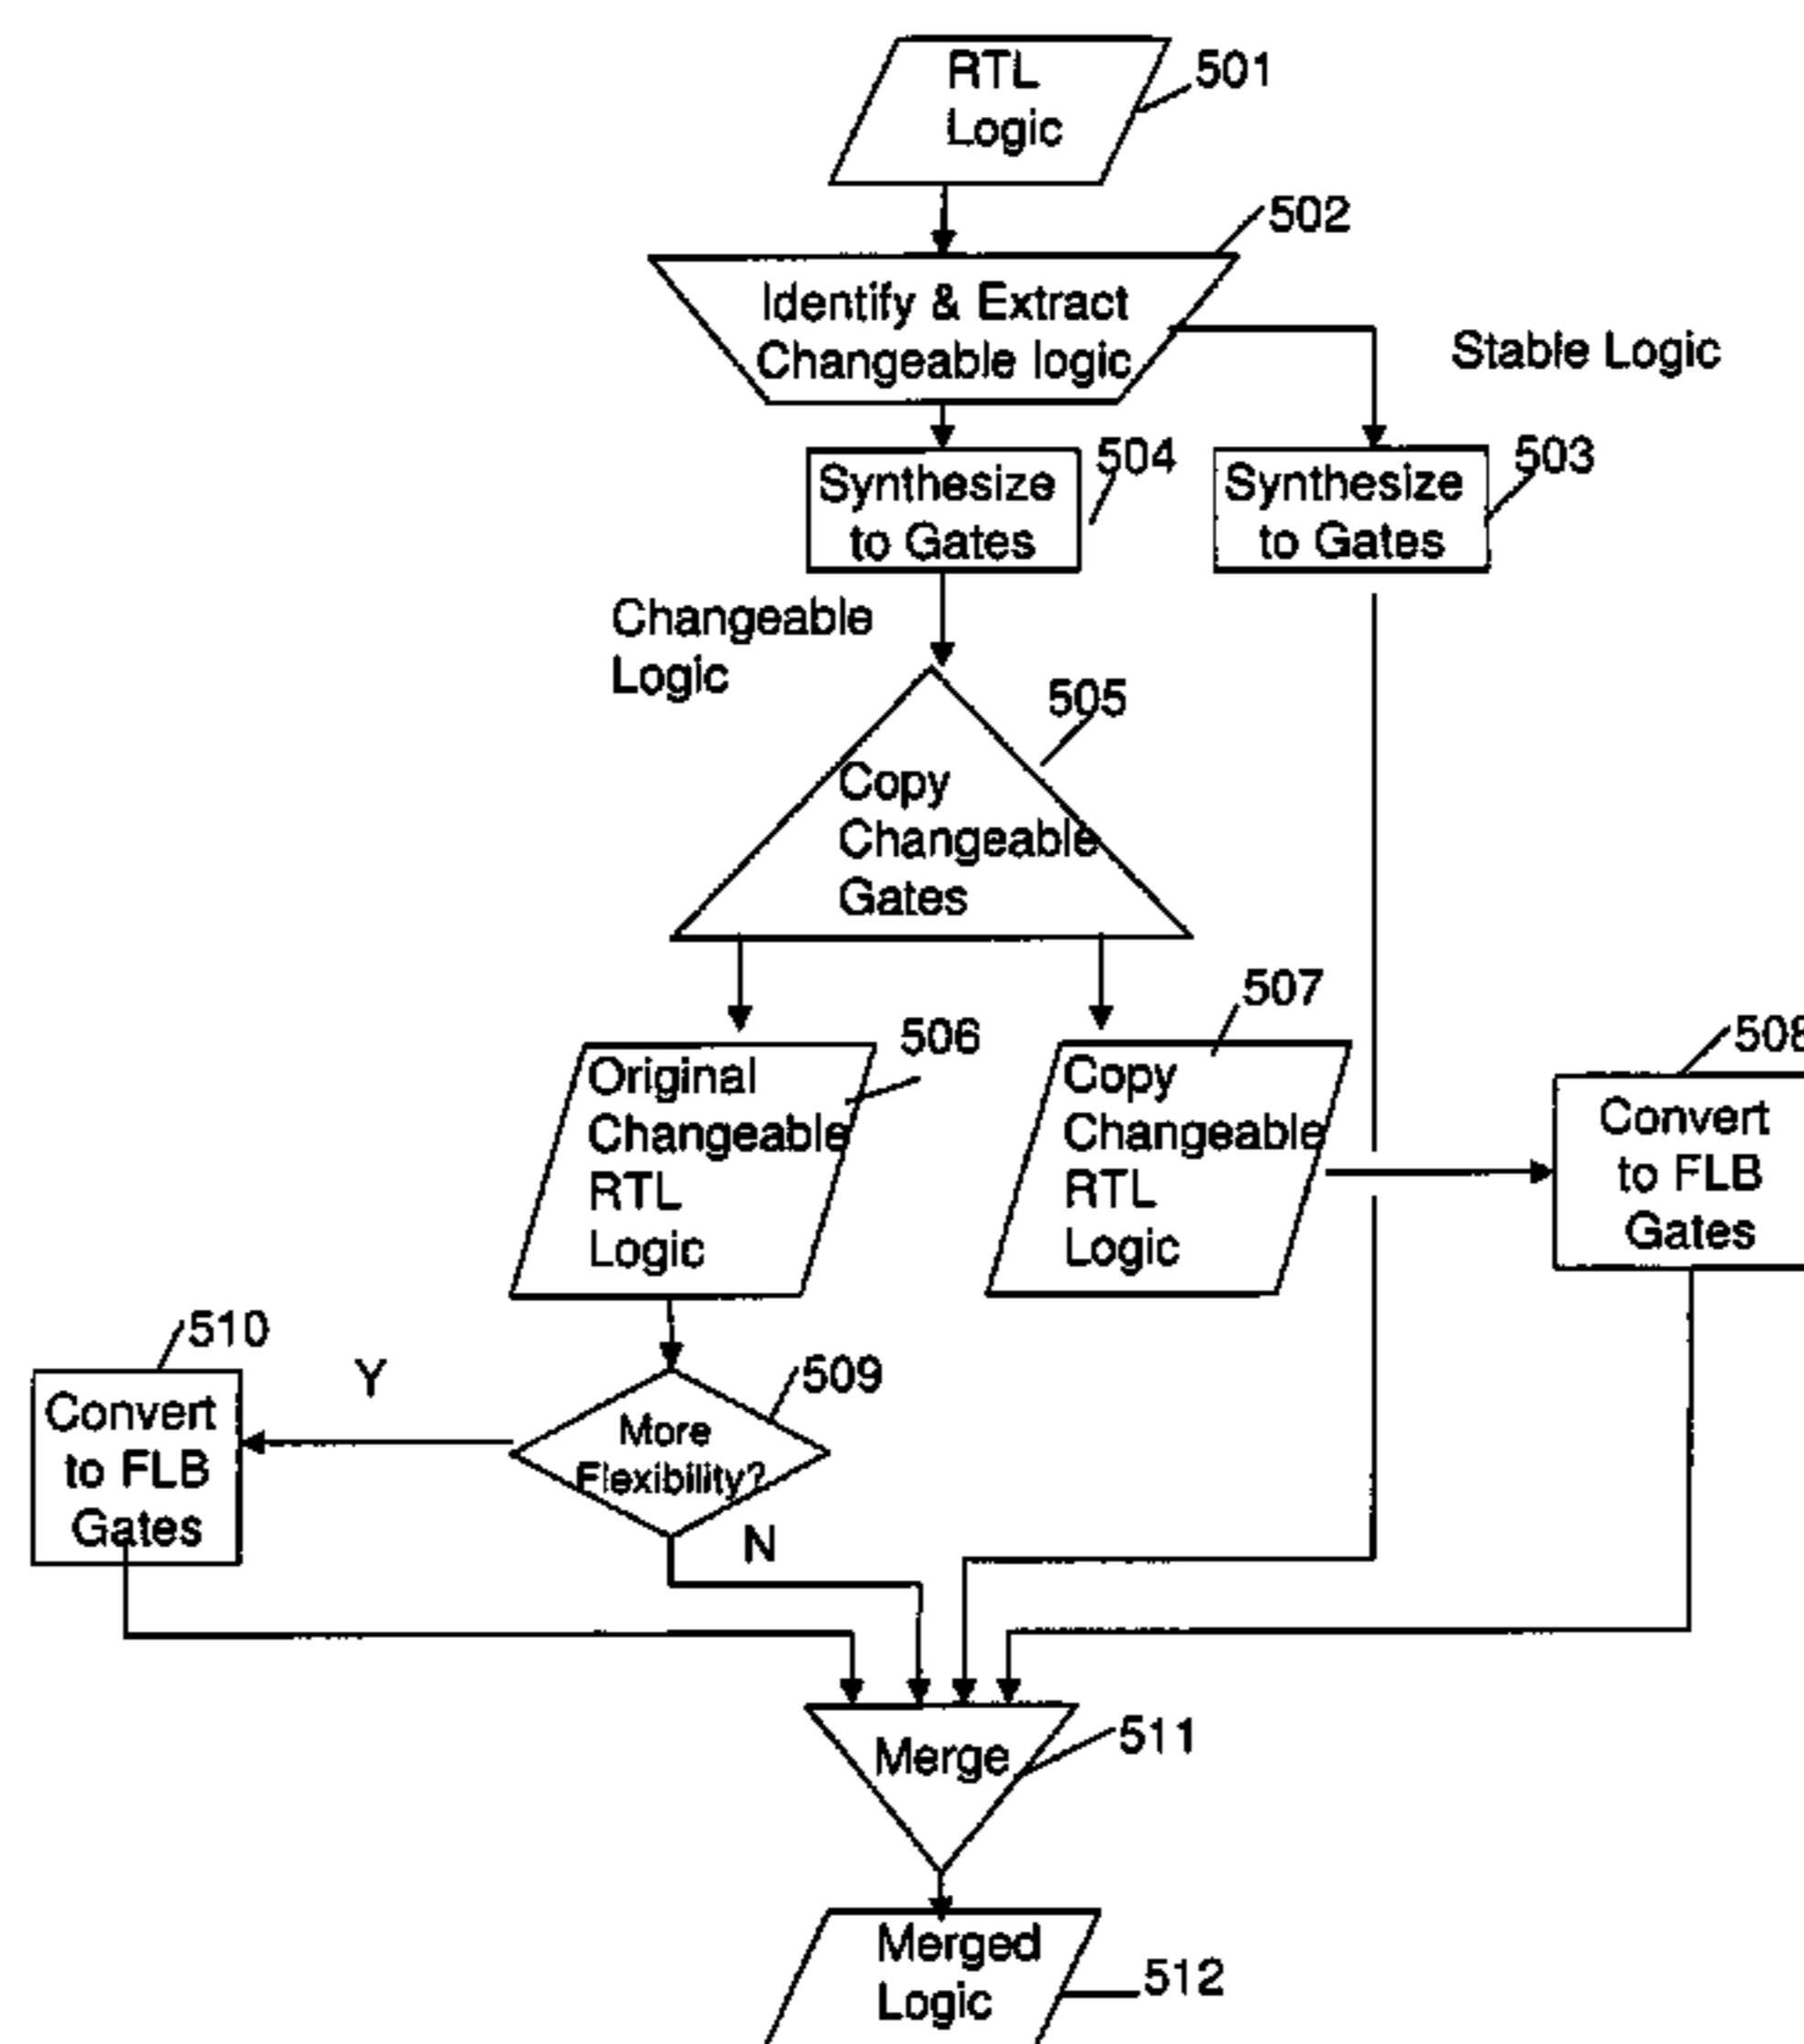 RTL
Logic
501
502
Identify & Extract
Changeable logic
Stable Logic
Synthesize
to Gates
504
Synthesize
to Gates
503
Changeable
Logic
505
Copy
Changeable
Gates
506
Original
Changeable
RTL
Logic
507
Copy
Changeable
RTL
Logic
508
Convert
to FLB
Gates
510
Convert
to FLB
Gates
Y
509
More
Flexibility?
N
Merge
511
Merged
Logic
512